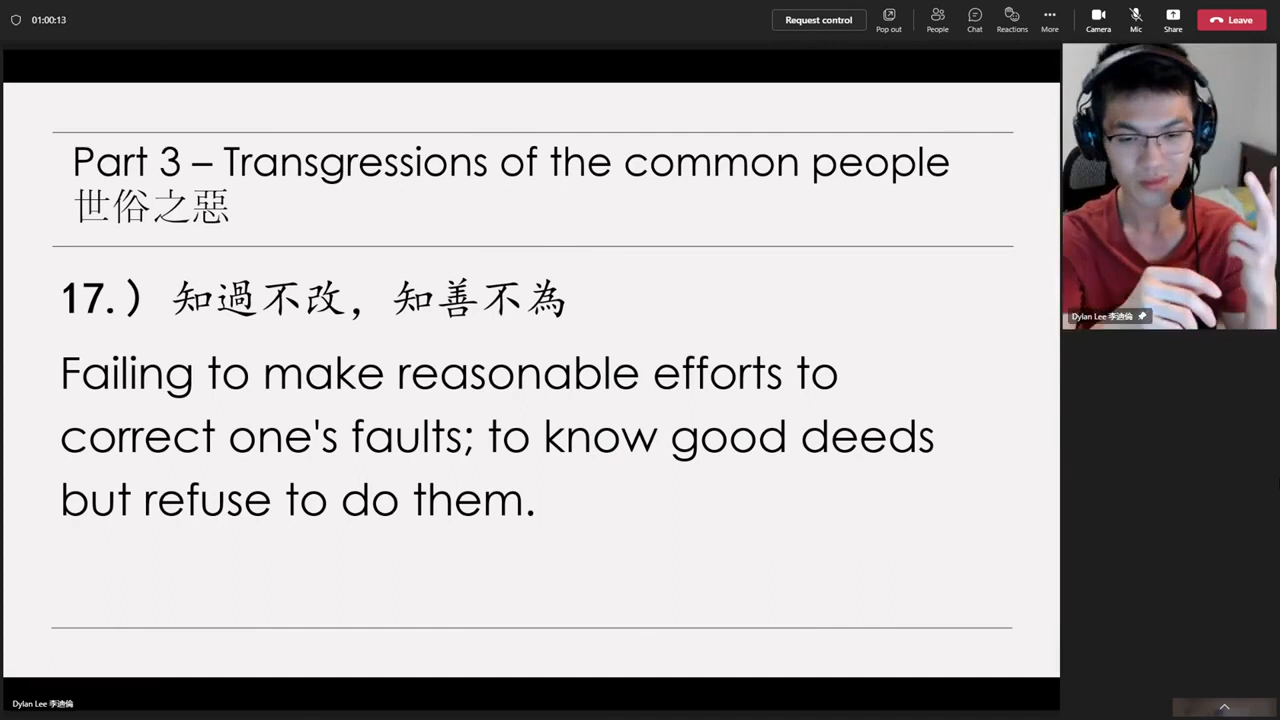 01:00:13
Request control
Pop out
People
Chat
Reactions
More
Camera
Mic
Share
Leave
Part 3 – Transgressions of the common people
世俗之惡
17.）知過不改，知善不為
Failing to make reasonable efforts to
correct one's faults; to know good deeds
but refuse to do them.
Dylan Lee 李迪倫
Dylan Lee 李迪倫